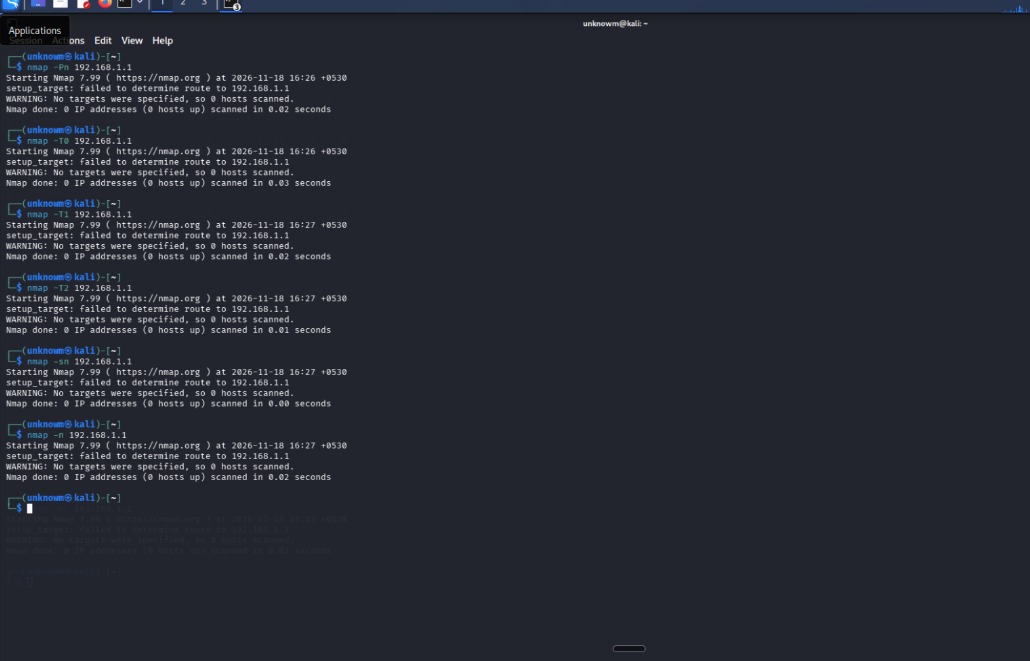 1 2 3
3
unknowm@kali: ~
Applications
Session Actions Edit View Help
┌──(unknowm㉿kali)-[~]
└─$ nmap -Pn 192.168.1.1
Starting Nmap 7.99 ( https://nmap.org ) at 2026-11-18 16:26 +0530
setup_target: failed to determine route to 192.168.1.1
WARNING: No targets were specified, so 0 hosts scanned.
Nmap done: 0 IP addresses (0 hosts up) scanned in 0.02 seconds
┌──(unknowm㉿kali)-[~]
└─$ nmap -T0 192.168.1.1
Starting Nmap 7.99 ( https://nmap.org ) at 2026-11-18 16:26 +0530
setup_target: failed to determine route to 192.168.1.1
WARNING: No targets were specified, so 0 hosts scanned.
Nmap done: 0 IP addresses (0 hosts up) scanned in 0.03 seconds
┌──(unknowm㉿kali)-[~]
└─$ nmap -T1 192.168.1.1
Starting Nmap 7.99 ( https://nmap.org ) at 2026-11-18 16:27 +0530
setup_target: failed to determine route to 192.168.1.1
WARNING: No targets were specified, so 0 hosts scanned.
Nmap done: 0 IP addresses (0 hosts up) scanned in 0.02 seconds
┌──(unknowm㉿kali)-[~]
└─$ nmap -T2 192.168.1.1
Starting Nmap 7.99 ( https://nmap.org ) at 2026-11-18 16:27 +0530
setup_target: failed to determine route to 192.168.1.1
WARNING: No targets were specified, so 0 hosts scanned.
Nmap done: 0 IP addresses (0 hosts up) scanned in 0.01 seconds
┌──(unknowm㉿kali)-[~]
└─$ nmap -sn 192.168.1.1
Starting Nmap 7.99 ( https://nmap.org ) at 2026-11-18 16:27 +0530
setup_target: failed to determine route to 192.168.1.1
WARNING: No targets were specified, so 0 hosts scanned.
Nmap done: 0 IP addresses (0 hosts up) scanned in 0.00 seconds
┌──(unknowm㉿kali)-[~]
└─$ nmap -n 192.168.1.1
Starting Nmap 7.99 ( https://nmap.org ) at 2026-11-18 16:27 +0530
setup_target: failed to determine route to 192.168.1.1
WARNING: No targets were specified, so 0 hosts scanned.
Nmap done: 0 IP addresses (0 hosts up) scanned in 0.02 seconds
┌──(unknowm㉿kali)-[~]
└─$